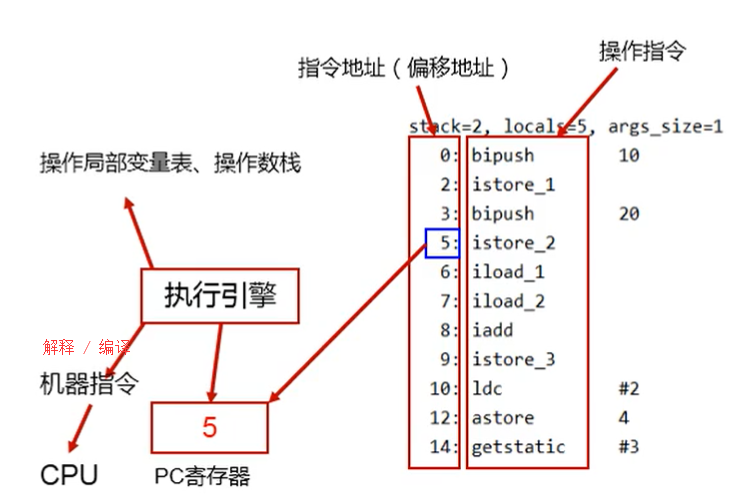 操作指令
指令地址（偏移地址）
stack=2, locals=5, args_size=1
0: bipush 10
2: istore_1
3: bipush 20
5: istore_2
6: iload_1
7: iload_2
8: iadd
9: istore_3
10: ldc #2
12: astore 4
14: getstatic #3
操作局部变量表、操作数栈
执行引擎
解释 / 编译
机器指令
5
CPU
PC寄存器